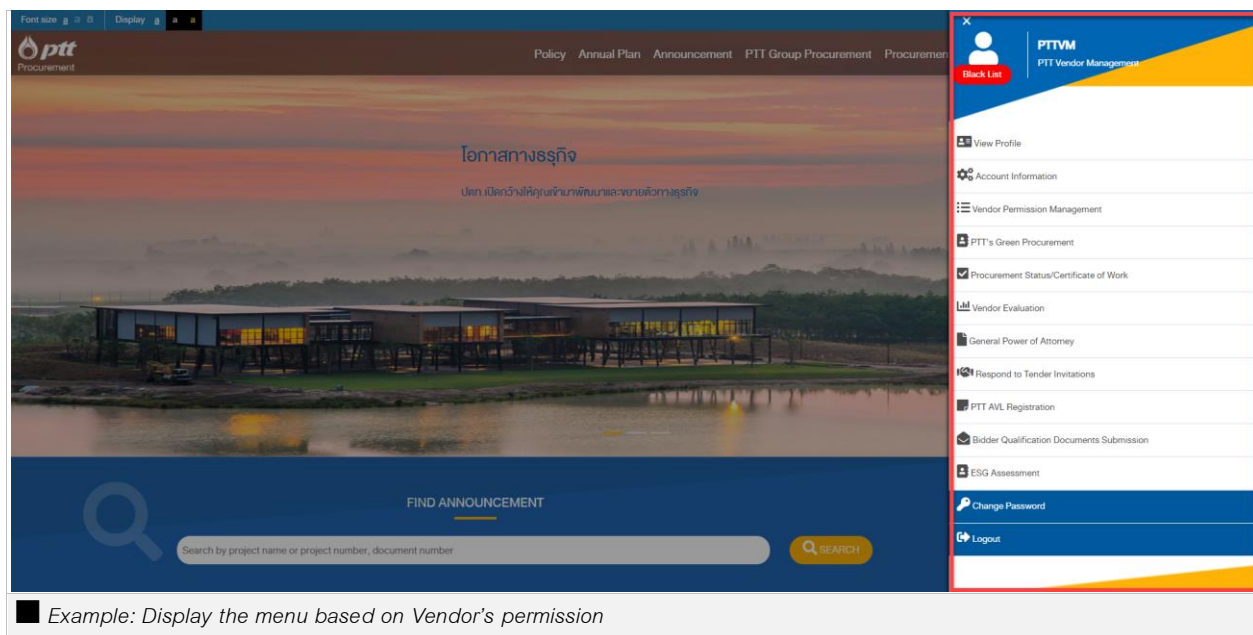 Font size a a a Display a a a
ptt
Procurement
Policy Annual Plan Announcement PTT Group Procurement Procuremen
×
PTTVM
PTT Vendor Management
Black List
โอกาสทางธุรกิจ
ปตท.เปิดกว้างให้คุณเข้ามาพัฒนาและขยายตัวทางธุรกิจ
View Profile
Account Information
Vendor Permission Management
PTT's Green Procurement
Procurement Status/Certificate of Work
Vendor Evaluation
General Power of Attorney
Respond to Tender Invitations
PTT AVL Registration
Bidder Qualification Documents Submission
ESG Assessment
Change Password
Logout
FIND ANNOUNCEMENT
Search by project name or project number, document number
SEARCH
Example: Display the menu based on Vendor's permission